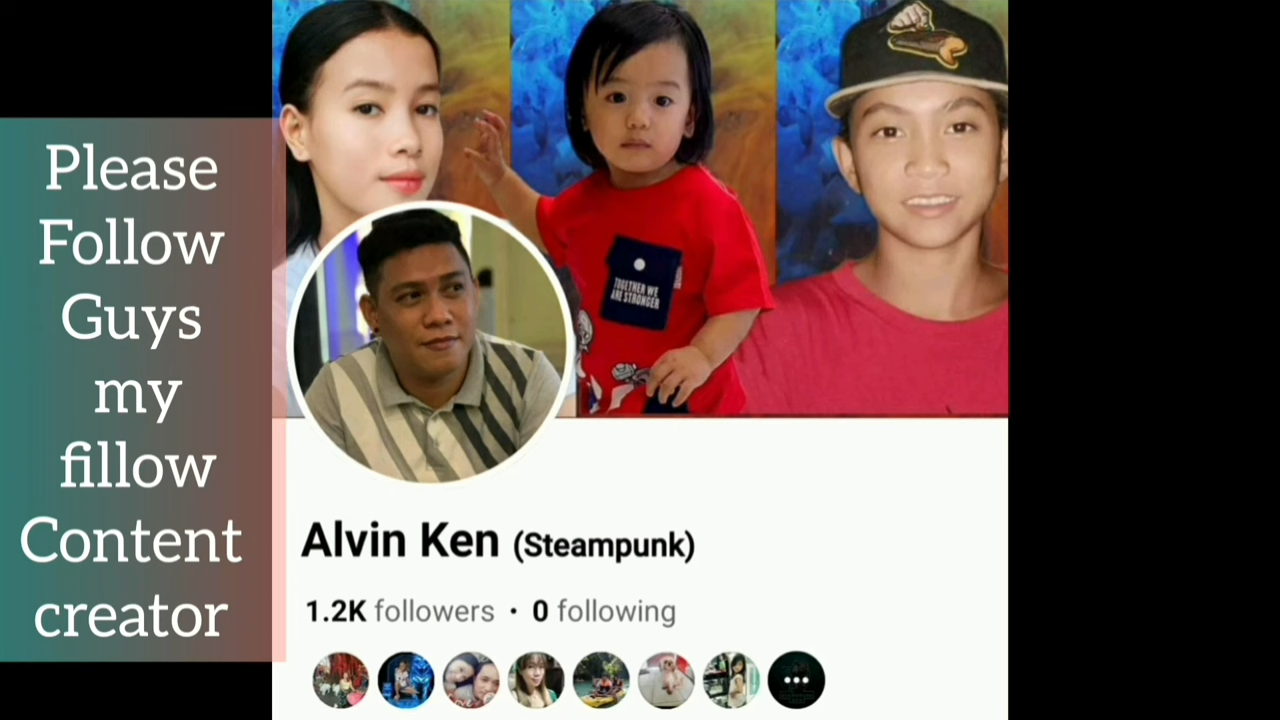 Please
Follow
Guys
my
fillow
Content
creator
TOGETHER WE
ARE STRONGER
Alvin Ken (Steampunk)
1.2K followers • 0 following